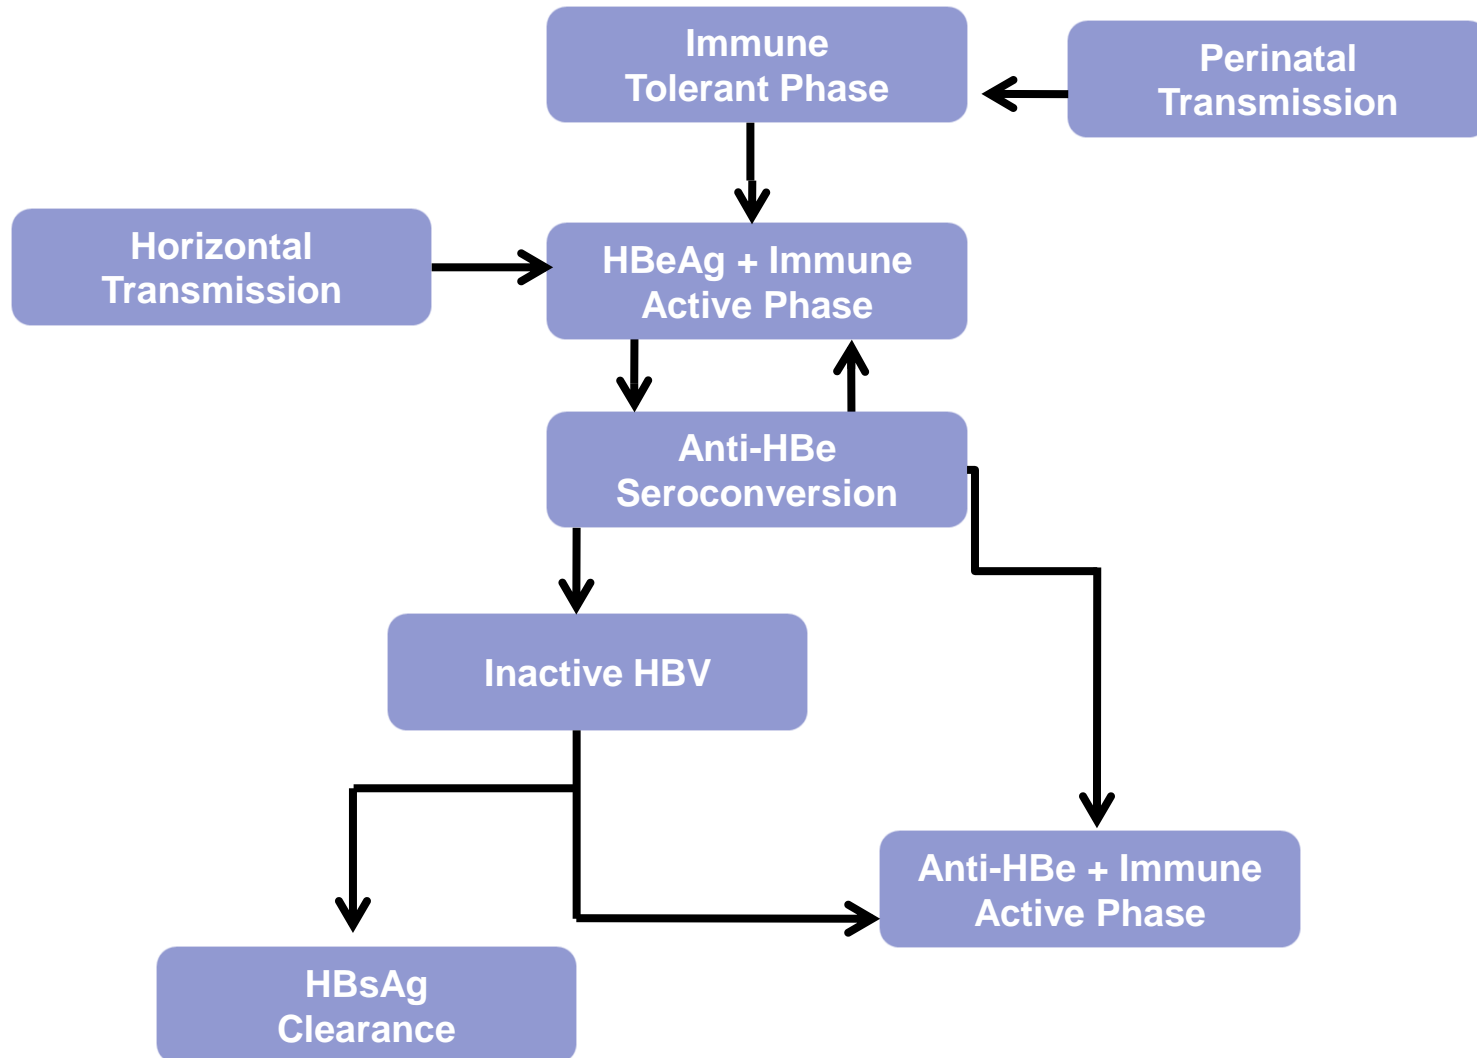 Immune
Tolerant Phase
Perinatal
Transmission
Horizontal
Transmission
HBeAg + Immune
Active Phase
Anti-HBe
Seroconversion
Inactive HBV
Anti-HBe + Immune
Active Phase
HBsAg
Clearance